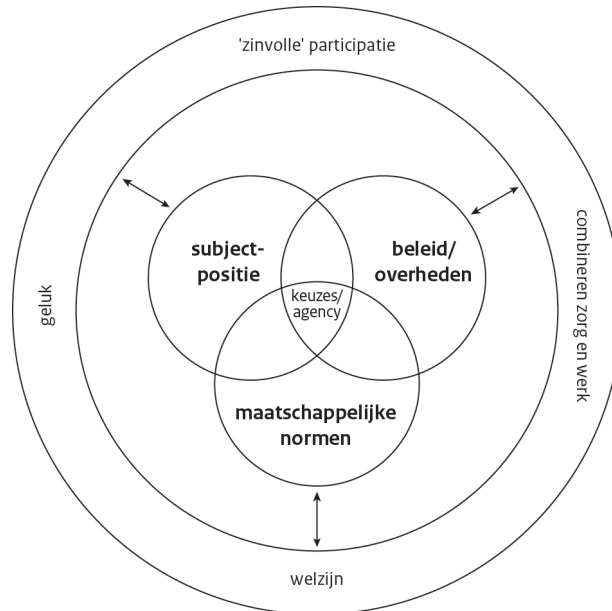 'zinvolle' participatie
subject-
positie
beleid/
overheden
keuzes/
agency
geluk
combineren zorg en werk
maatschappelijke
normen
welzijn